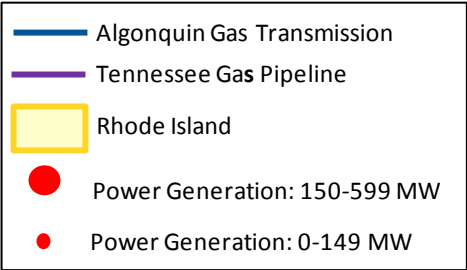 Algonquin Gas Transmission
Tennessee Gas Pipeline
Rhode Island
Power Generation: 150-599 MW
Power Generation: 0-149 MW